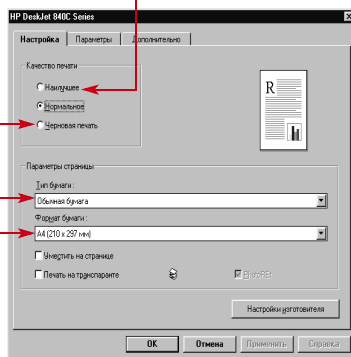 HP DeskJet 840C Series
Настройка Параметры Дополнительно
Качество печати
Наилучшее
Нормальное
Черновая печать
R
Параметры страницы
Тип бумаги:
Обычная бумага
Формат бумаги:
A4 (210 x 297 мм)
Уместить на странице
Печать на транспаранте PhotoREt
Настройки изготовителя
OK Отмена Применить Справка